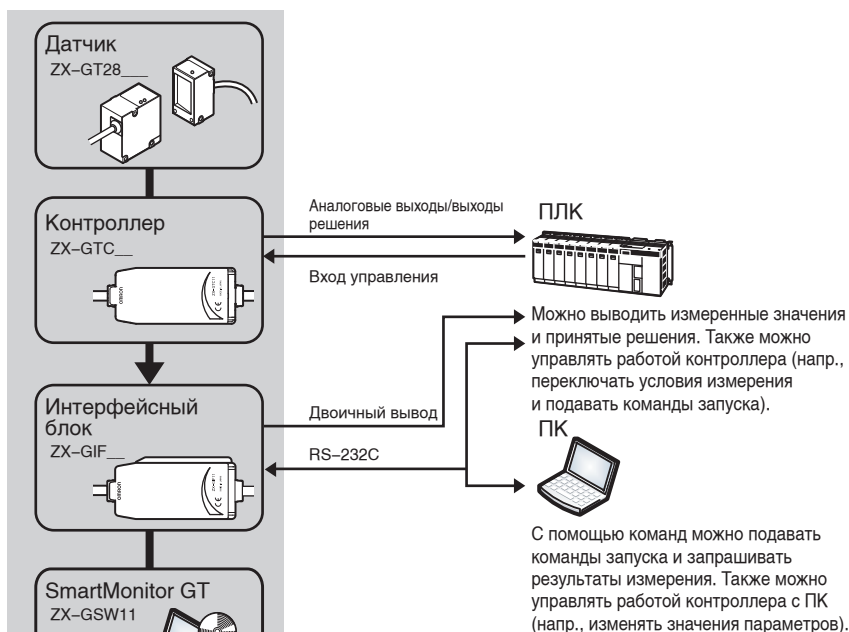 Датчик
ZX–GT28___
Контроллер
ZX–GTC__
Аналоговые выходы/выходы
решения
Вход управления
ПЛК
Можно выводить измеренные значения
и принятые решения. Также можно
управлять работой контроллера (напр.,
переключать условия измерения
и подавать команды запуска).
Интерфейсный
блок
ZX–GIF__
Двоичный вывод
RS–232C
ПК
С помощью команд можно подавать
команды запуска и запрашивать
результаты измерения. Также можно
управлять работой контроллера с ПК
(напр., изменять значения параметров).
SmartMonitor GT
ZX–GSW11